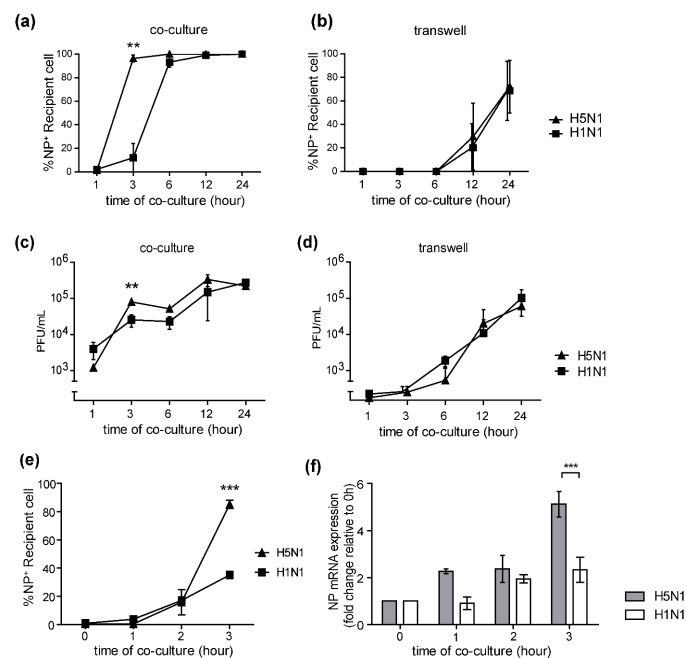 (a)
co-culture
**
%NP⁺ Recipient cell
100
80
60
40
20
0
1 3 6 12 24
time of co-culture (hour)
(b)
transwell
%NP⁺ Recipient cell
100
80
60
40
20
0
1 3 6 12 24
time of co-culture (hour)
H5N1
H1N1
(c)
co-culture
**
PFU/mL
10⁶
10⁵
10⁴
10³
1 3 6 12 24
time of co-culture (hour)
(d)
transwell
PFU/mL
10⁶
10⁵
10⁴
10³
1 3 6 12 24
time of co-culture (hour)
H5N1
H1N1
(e)
***
%NP⁺ Recipient cell
100
80
60
40
20
0
0 1 2 3
time of co-culture (hour)
H5N1
H1N1
(f)
***
NP mRNA expression
(fold change relative to 0h)
6
4
2
0
0 1 2 3
time of co-culture (hour)
H5N1
H1N1